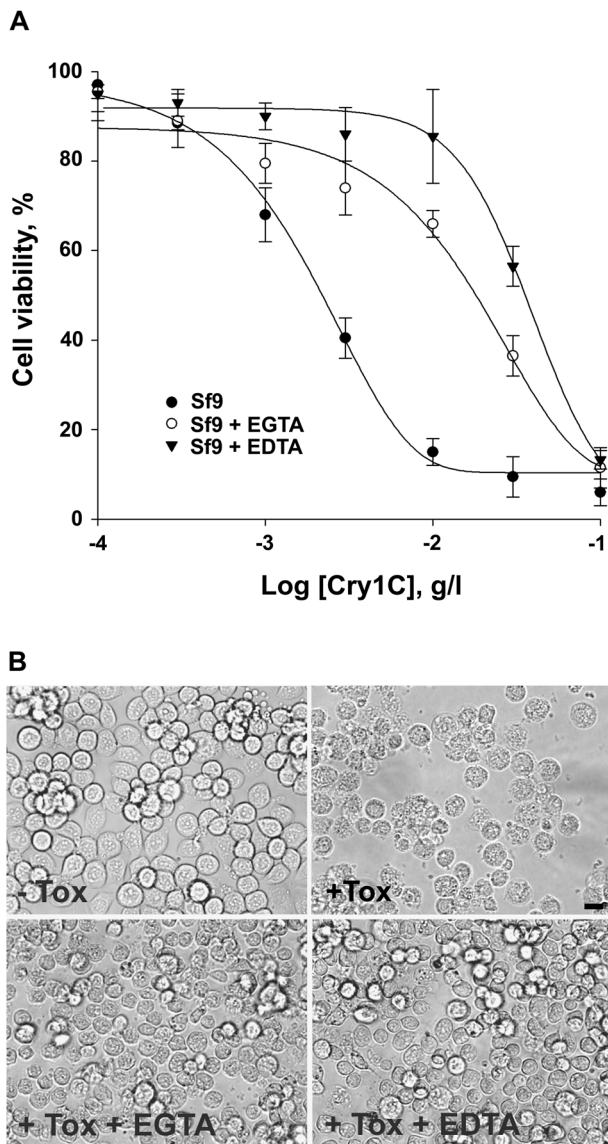 A
100
80
60
40
20
0
Cell viability, %
Sf9
Sf9 + EGTA
Sf9 + EDTA
-4
-3
-2
-1
Log [Cry1C], g/l
B
- Tox
+Tox
+ Tox + EGTA
+ Tox + EDTA